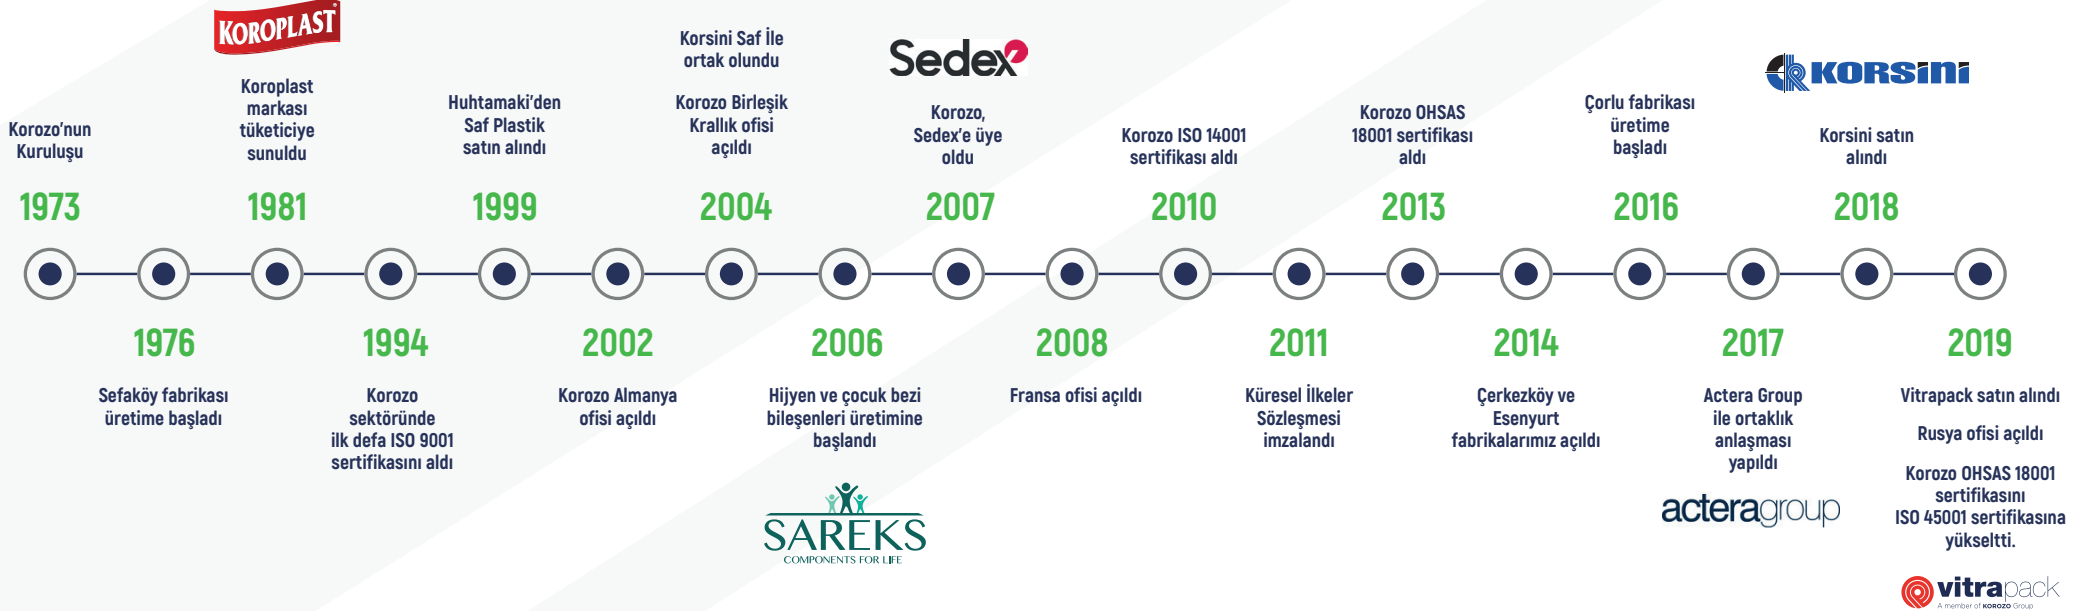 KOROPLAST
Korozo'nun
Kuruluşu
1973
Sefaköy fabrikası
üretime başladı
1976
Koroplast
markası
tüketiciye
sunuldu
1981
1994
Korozo
sektöründe
ilk defa ISO 9001
sertifikasını aldı
Huhtamaki'den
Saf Plastik
satın alındı
1999
2002
Korozo Almanya
ofisi açıldı
Korsini Saf İle
ortak olundu
Korozo Birleşik
Krallık ofisi
açıldı
2004
2006
Hijyen ve çocuk bezi
bileşenleri üretimine
başlandı
SAREKS
COMPONENTS FOR LIFE
Sedex
Korozo,
Sedex'e üye
oldu
2007
2008
Fransa ofisi açıldı
Korozo ISO 14001
sertifikası aldı
2010
2011
Küresel İlkeler
Sözleşmesi
imzalandı
Korozo OHSAS
18001 sertifikası
aldı
2013
2014
Çerkezköy ve
Esenyurt
fabrikalarımız açıldı
Çorlu fabrikası
üretime
başladı
2016
2017
Actera Group
ile ortaklık
anlaşması
yapıldı
acteragroup
KORSini
Korsini satın
alındı
2018
2019
Vitrapack satın alındı
Rusya ofisi açıldı
Korozo OHSAS 18001
sertifikasını
ISO 45001 sertifikasına
yükseltti.
vitrapack
A member of KOROZO Group